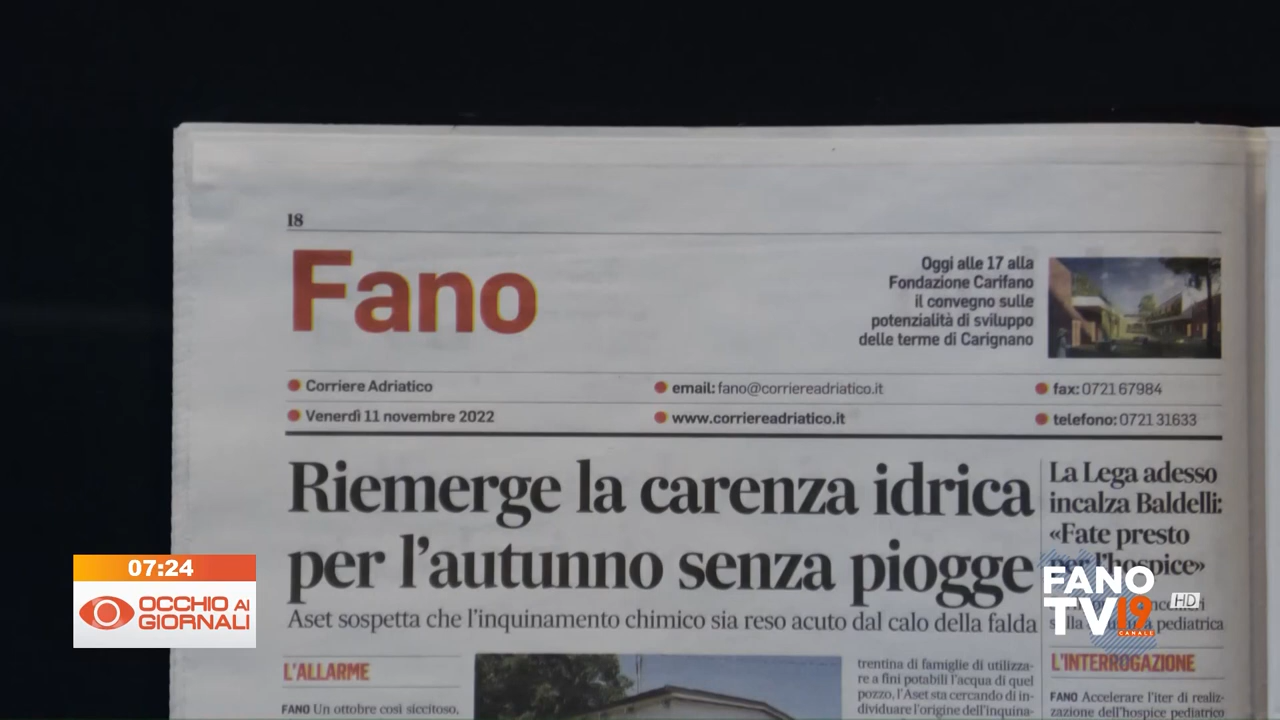 18
Fano
Oggi alle 17 alla
Fondazione Carifano
il convegno sulle
potenzialità di sviluppo
delle terme di Carignano
Corriere Adriatico
email: fano@corriereadriatico.it
fax: 0721 67984
Venerdì 11 novembre 2022
www.corriereadriatico.it
telefono: 0721 31633
Riemerge la carenza idrica
per l'autunno senza piogge
Aset sospetta che l'inquinamento chimico sia reso acuto dal calo della falda
La Lega adesso
incalza Baldelli:
«Fate presto
per l'hospice»
pediatrica
L'ALLARME
FANO Un ottobre così siccitoso,
trentina di famiglie di utilizza-
re a fini potabili l'acqua di quel
pozzo, l'Aset sta cercando di in-
dividuare l'origine dell'inquina-
L'INTERROGAZIONE
FANO Accelerare l'iter di realiz-
zazione dell'hospice pediatrico
07:24
OCCHIO AI
GIORNALI
FANO
TV19 HD
CANALE